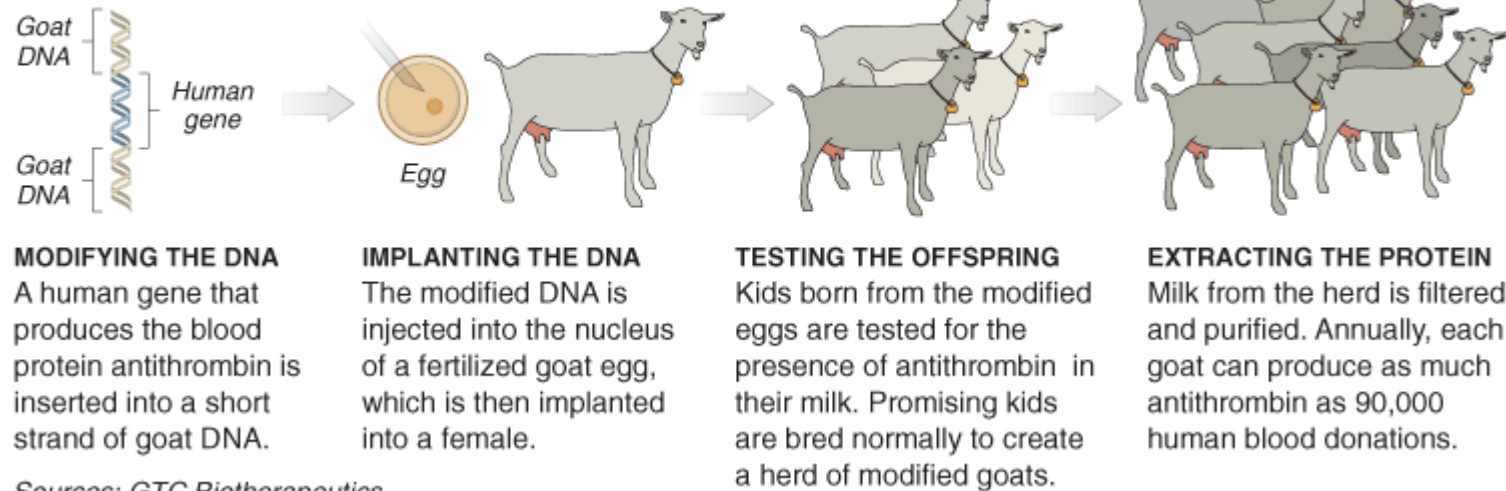 Goat
DNA
Human
gene
Goat
DNA
Egg
MODIFYING THE DNA
A human gene that
produces the blood
protein antithrombin is
inserted into a short
strand of goat DNA.
IMPLANTING THE DNA
The modified DNA is
injected into the nucleus
of a fertilized goat egg,
which is then implanted
into a female.
TESTING THE OFFSPRING
Kids born from the modified
eggs are tested for the
presence of antithrombin in
their milk. Promising kids
are bred normally to create
a herd of modified goats.
EXTRACTING THE PROTEIN
Milk from the herd is filtered
and purified. Annually, each
goat can produce as much
antithrombin as 90,000
human blood donations.
Sources: GTC Biotherapeutics